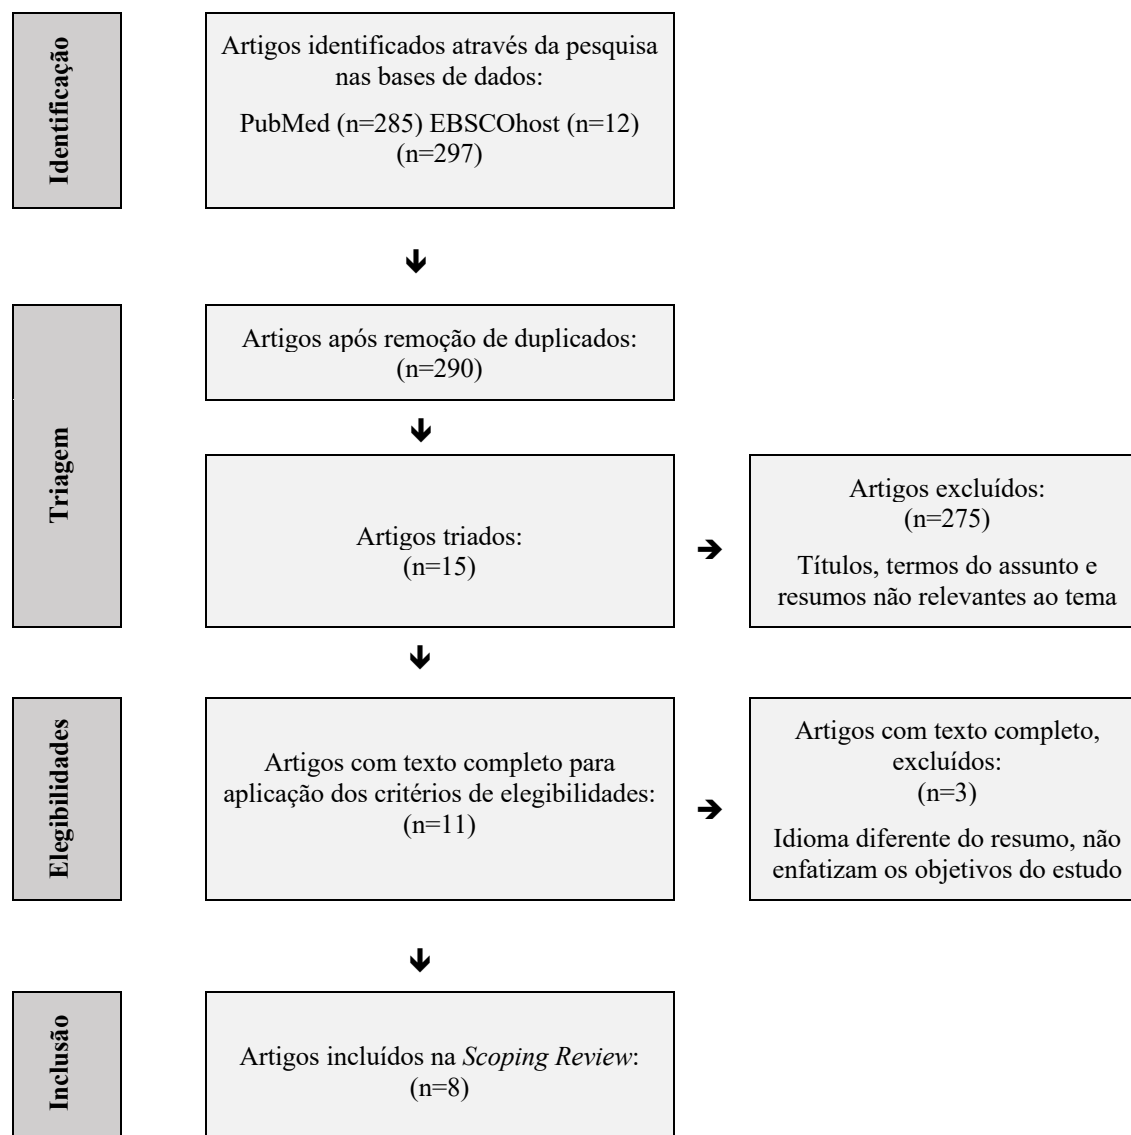 Identificação
Artigos identificados através da pesquisa
nas bases de dados:
PubMed (n=285) EBSCOhost (n=12)
(n=297)
Triagem
Artigos após remoção de duplicados:
(n=290)
Artigos triados:
(n=15)
Artigos excluídos:
(n=275)
Títulos, termos do assunto e
resumos não relevantes ao tema
Elegibilidades
Artigos com texto completo para
aplicação dos critérios de elegibilidades:
(n=11)
Artigos com texto completo,
excluídos:
(n=3)
Idioma diferente do resumo, não
enfatizam os objetivos do estudo
Inclusão
Artigos incluídos na Scoping Review:
(n=8)